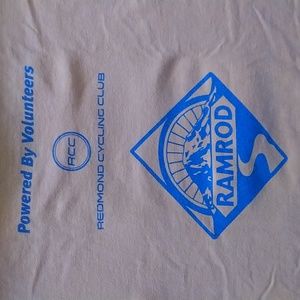 RAMROD
RCC
REDMOND CYCLING CLUB
Powered By Volunteers